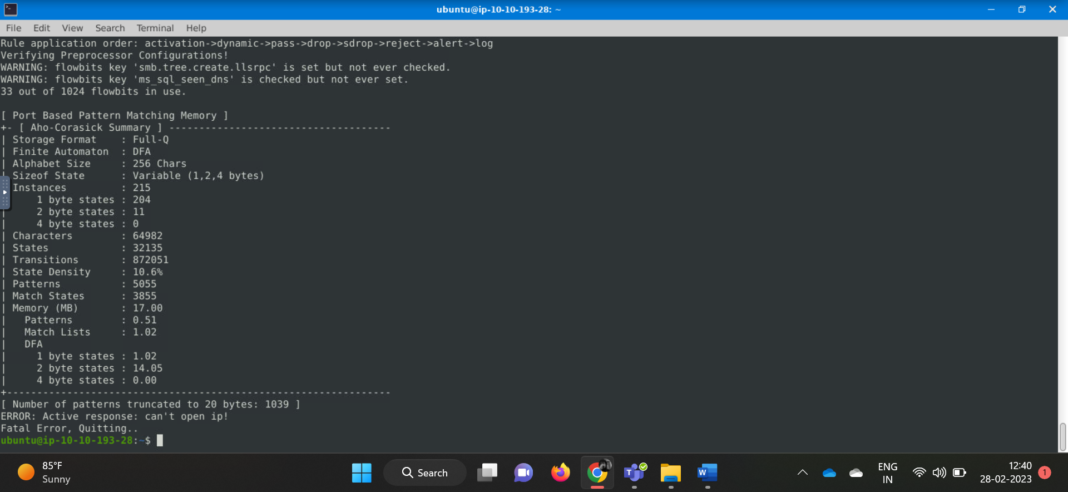 ubuntu@ip-10-10-193-28: ~
File Edit View Search Terminal Help
Rule application order: activation->dynamic->pass->drop->sdrop->reject->alert->log
Verifying Preprocessor Configurations!
WARNING: flowbits key 'smb.tree.create.llsrpc' is set but not ever checked.
WARNING: flowbits key 'ms_sql_seen_dns' is checked but not ever set.
33 out of 1024 flowbits in use.
[ Port Based Pattern Matching Memory ]
+- [ Aho-Corasick Summary ] -------------------------------------
| Storage Format    : Full-Q
| Finite Automaton  : DFA
| Alphabet Size     : 256 Chars
| Sizeof State      : Variable (1,2,4 bytes)
Instances         : 215
|     1 byte states : 204
|     2 byte states : 11
|     4 byte states : 0
| Characters        : 64982
| States            : 32135
| Transitions       : 872051
| State Density     : 10.6%
| Patterns          : 5055
| Match States      : 3855
| Memory (MB)       : 17.00
|   Patterns        : 0.51
|   Match Lists     : 1.02
|   DFA
|     1 byte states : 1.02
|     2 byte states : 14.05
|     4 byte states : 0.00
+----------------------------------------------------------------
[ Number of patterns truncated to 20 bytes: 1039 ]
ERROR: Active response: can't open ip!
Fatal Error, Quitting..
ubuntu@ip-10-10-193-28:~$
85°F
Sunny
Search
ENG
IN
12:40
28-02-2023
1